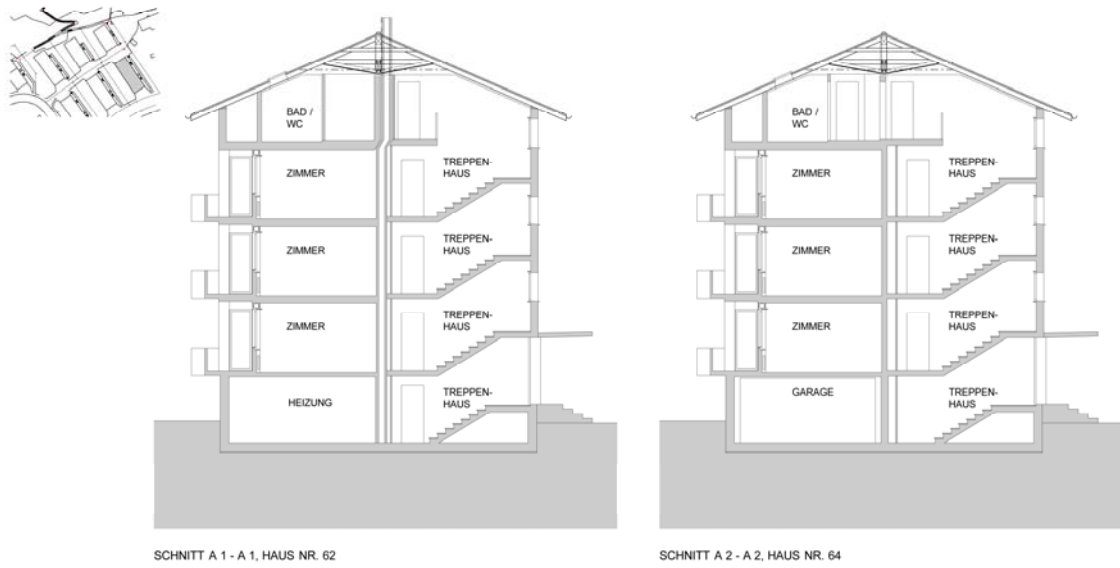 BAD /
WC
ZIMMER
TREPPEN-
HAUS
ZIMMER
TREPPEN-
HAUS
ZIMMER
TREPPEN-
HAUS
HEIZUNG
TREPPEN-
HAUS
SCHNITT A 1 - A 1, HAUS NR. 62
BAD /
WC
ZIMMER
TREPPEN-
HAUS
ZIMMER
TREPPEN-
HAUS
ZIMMER
TREPPEN-
HAUS
GARAGE
TREPPEN-
HAUS
SCHNITT A 2 - A 2, HAUS NR. 64